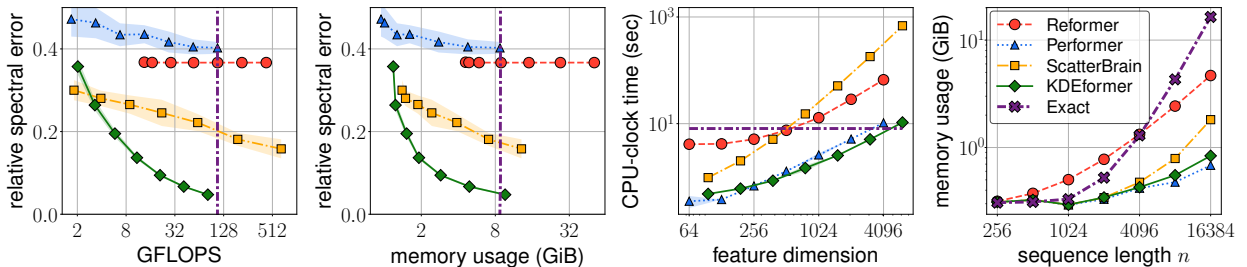 relative spectral error
0.4
0.2
0.0
2
8
32
128
512
GFLOPS
relative spectral error
0.4
0.2
0.0
2
8
32
memory usage (GiB)
CPU-clock time (sec)
10³
10¹
64
256
1024
4096
feature dimension
memory usage (GiB)
10¹
10⁰
Reformer
Performer
ScatterBrain
KDEformer
Exact
256
1024
4096
16384
sequence length n